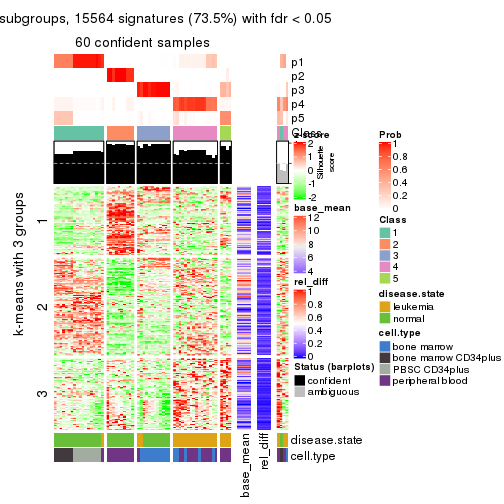 subgroups, 15564 signatures (73.5%) with fdr < 0.05
60 confident samples
p1
p2
p3
p4
p5
Class
Silhouette
score
k-means with 3 groups
1
2
3
base_mean
rel_diff
disease.state
cell.type
z-score
2
1
0
-1
-2
base_mean
12
10
8
6
4
rel_diff
1
0.8
0.6
0.4
0.2
0
Status (barplots)
confident
ambiguous
Prob
1
0.8
0.6
0.4
0.2
0
Class
1
2
3
4
5
disease.state
leukemia
normal
cell.type
bone marrow
bone marrow CD34plus
PBSC CD34plus
peripheral blood